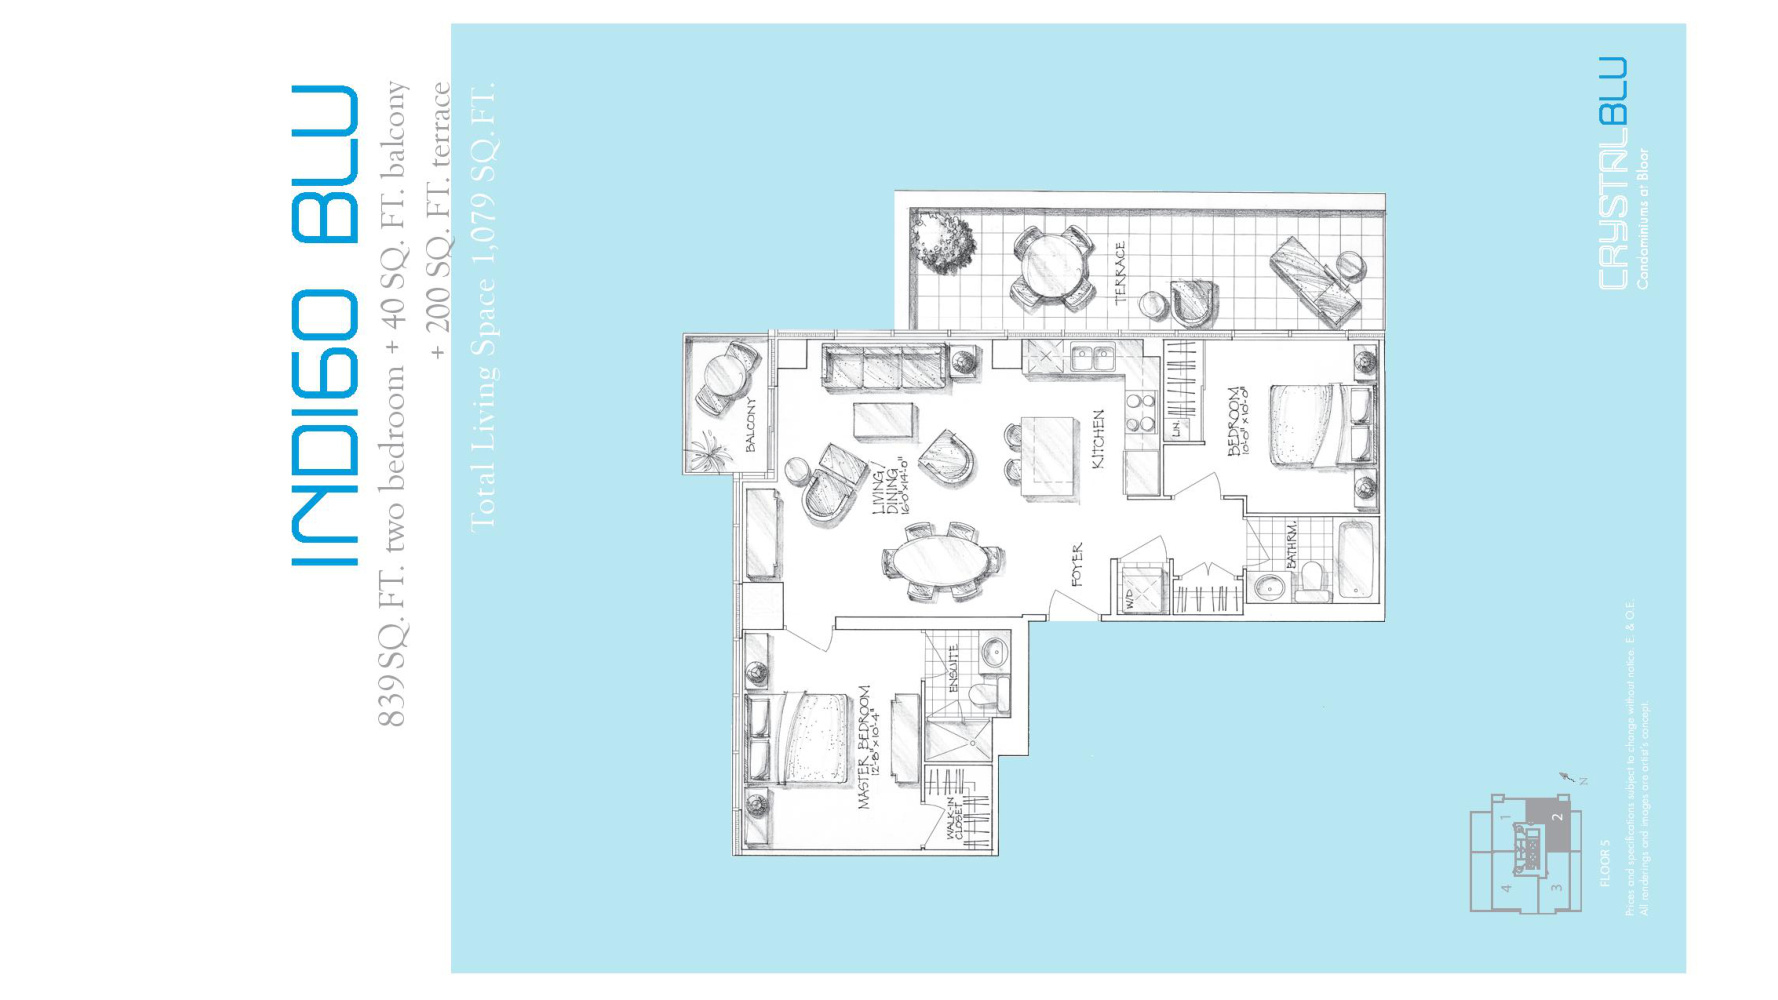 INDIGO BLU
839 SQ. FT. two bedroom + 40 SQ. FT. balcony
+ 200 SQ. FT. terrace
Total Living Space 1,079 SQ. FT.
BALCONY
MASTER BEDROOM
12'-8" x 10'-4"
LIVING/
DINING
16'-0" x 14'-0"
WALK-IN
CLOSET
ENSUITE
FOYER
KITCHEN
TERRACE
W/D
LIN.
BEDROOM
10'-0" x 10'-0"
BATHRM.
4
1
3
2
N
FLOOR 5
Prices and specifications subject to change without notice. E. & O.E.
All renderings and images are artist's concept.
CRYSTALBLU
Condominiums at Bloor